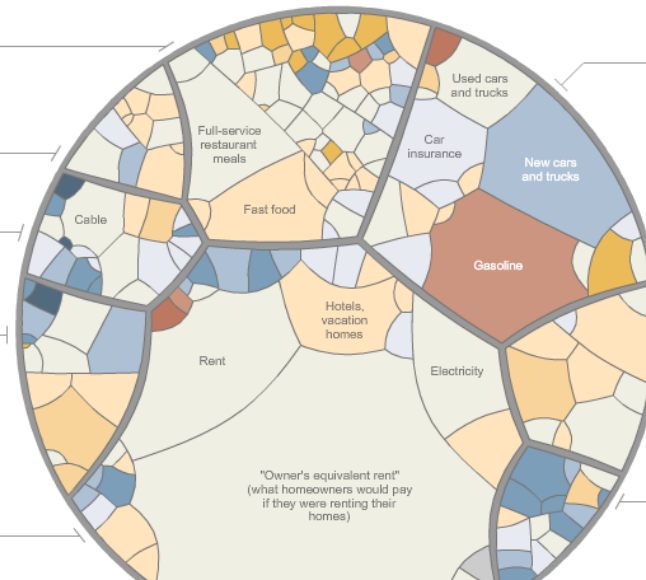 Used cars
and trucks
Full-service
restaurant
meals
Car
insurance
New cars
and trucks
Fast food
Cable
Gasoline
Hotels,
vacation
homes
Rent
Electricity
"Owner's equivalent rent"
(what homeowners would pay
if they were renting their
homes)